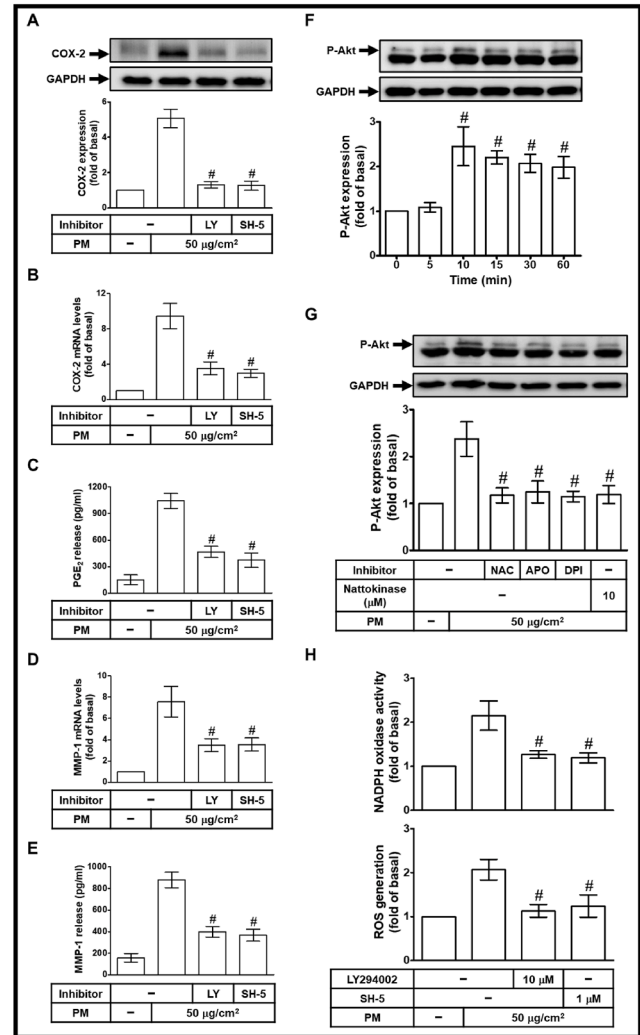 A
COX-2
GAPDH
COX-2 expression
(fold of basal)
6
4
2
0
# #
Inhibitor – LY SH-5
PM – 50 μg/cm2
B
COX-2 mRNA levels
(fold of basal)
12
8
4
0
# #
Inhibitor – LY SH-5
PM – 50 μg/cm2
C
PGE2 release (pg/ml)
1200
900
600
300
0
# #
Inhibitor – LY SH-5
PM – 50 μg/cm2
D
MMP-1 mRNA levels
(fold of basal)
10
8
6
4
2
0
# #
Inhibitor – LY SH-5
PM – 50 μg/cm2
E
MMP-1 release (pg/ml)
1000
800
600
400
200
0
# #
Inhibitor – LY SH-5
PM – 50 μg/cm2
F
P-Akt
GAPDH
P-Akt expression
(fold of basal)
3
2
1
0
# # # #
0 5 10 15 30 60
Time (min)
G
P-Akt
GAPDH
P-Akt expression
(fold of basal)
3
2
1
0
# # # #
Inhibitor – NAC APO DPI –
Nattokinase
(μM) – 10
PM – 50 μg/cm2
H
NADPH oxidase activity
(fold of basal)
3
2
1
0
# #
ROS generation
(fold of basal)
3
2
1
0
# #
LY294002 – 10 μM –
SH-5 – 1 μM
PM – 50 μg/cm2